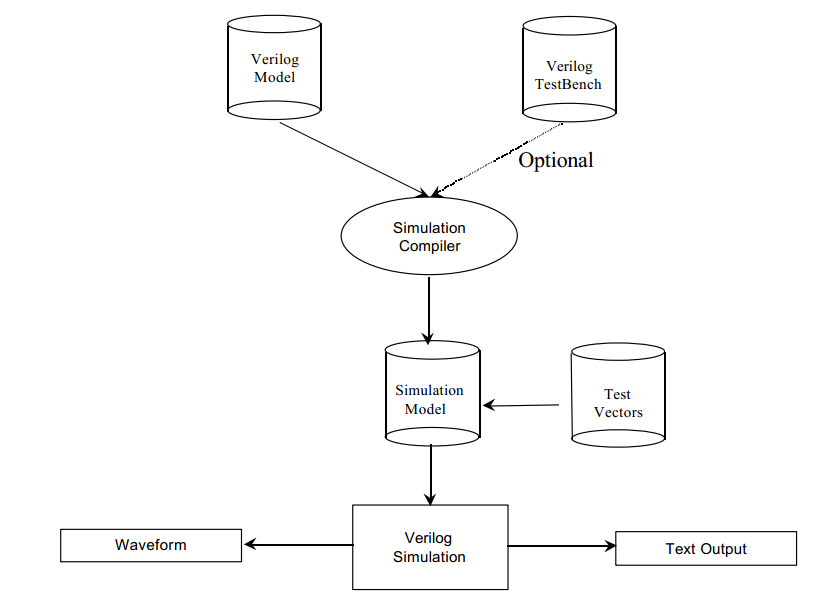 Verilog
Model
Verilog
TestBench
Optional
Simulation
Compiler
Simulation
Model
Test
Vectors
Waveform
Verilog
Simulation
Text Output